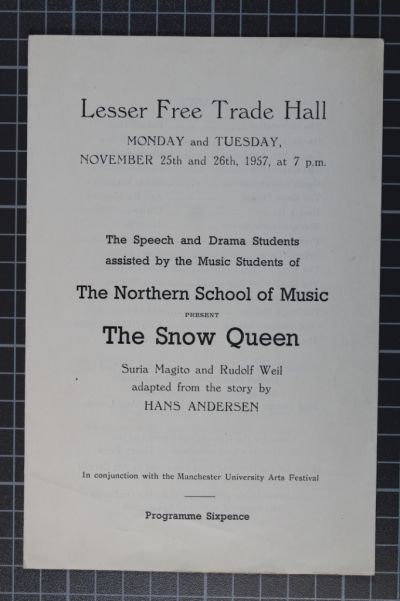 Lesser Free Trade Hall
MONDAY and TUESDAY,
NOVEMBER 25th and 26th, 1957, at 7 p.m.
The Speech and Drama Students
assisted by the Music Students of
The Northern School of Music
PRESENT
The Snow Queen
Suria Magito and Rudolf Weil
adapted from the story by
HANS ANDERSEN
In conjunction with the Manchester University Arts Festival
Programme Sixpence